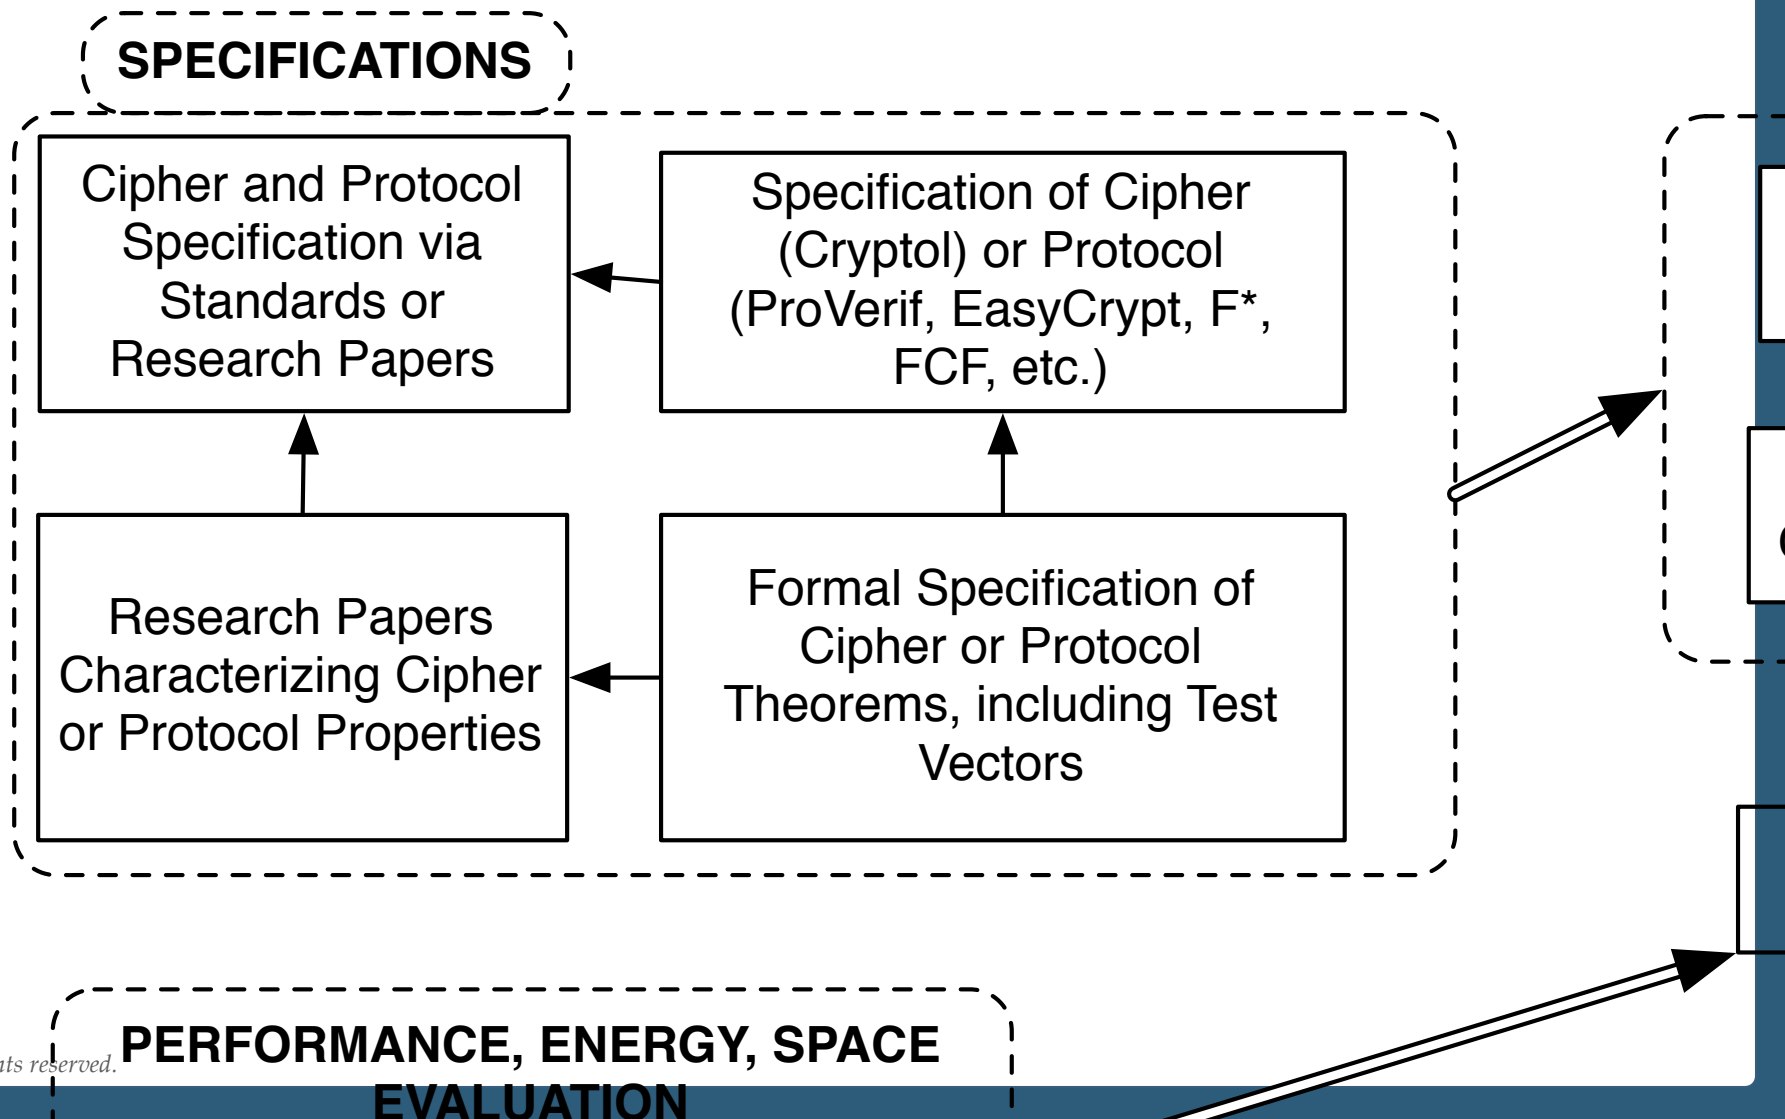 SPECIFICATIONS
Cipher and Protocol
Specification via
Standards or
Research Papers
Specification of Cipher
(Cryptol) or Protocol
(ProVerif, EasyCrypt, F*,
FCF, etc.)
Research Papers
Characterizing Cipher
or Protocol Properties
Formal Specification of
Cipher or Protocol
Theorems, including Test
Vectors
PERFORMANCE, ENERGY, SPACE
EVALUATION
reserved.